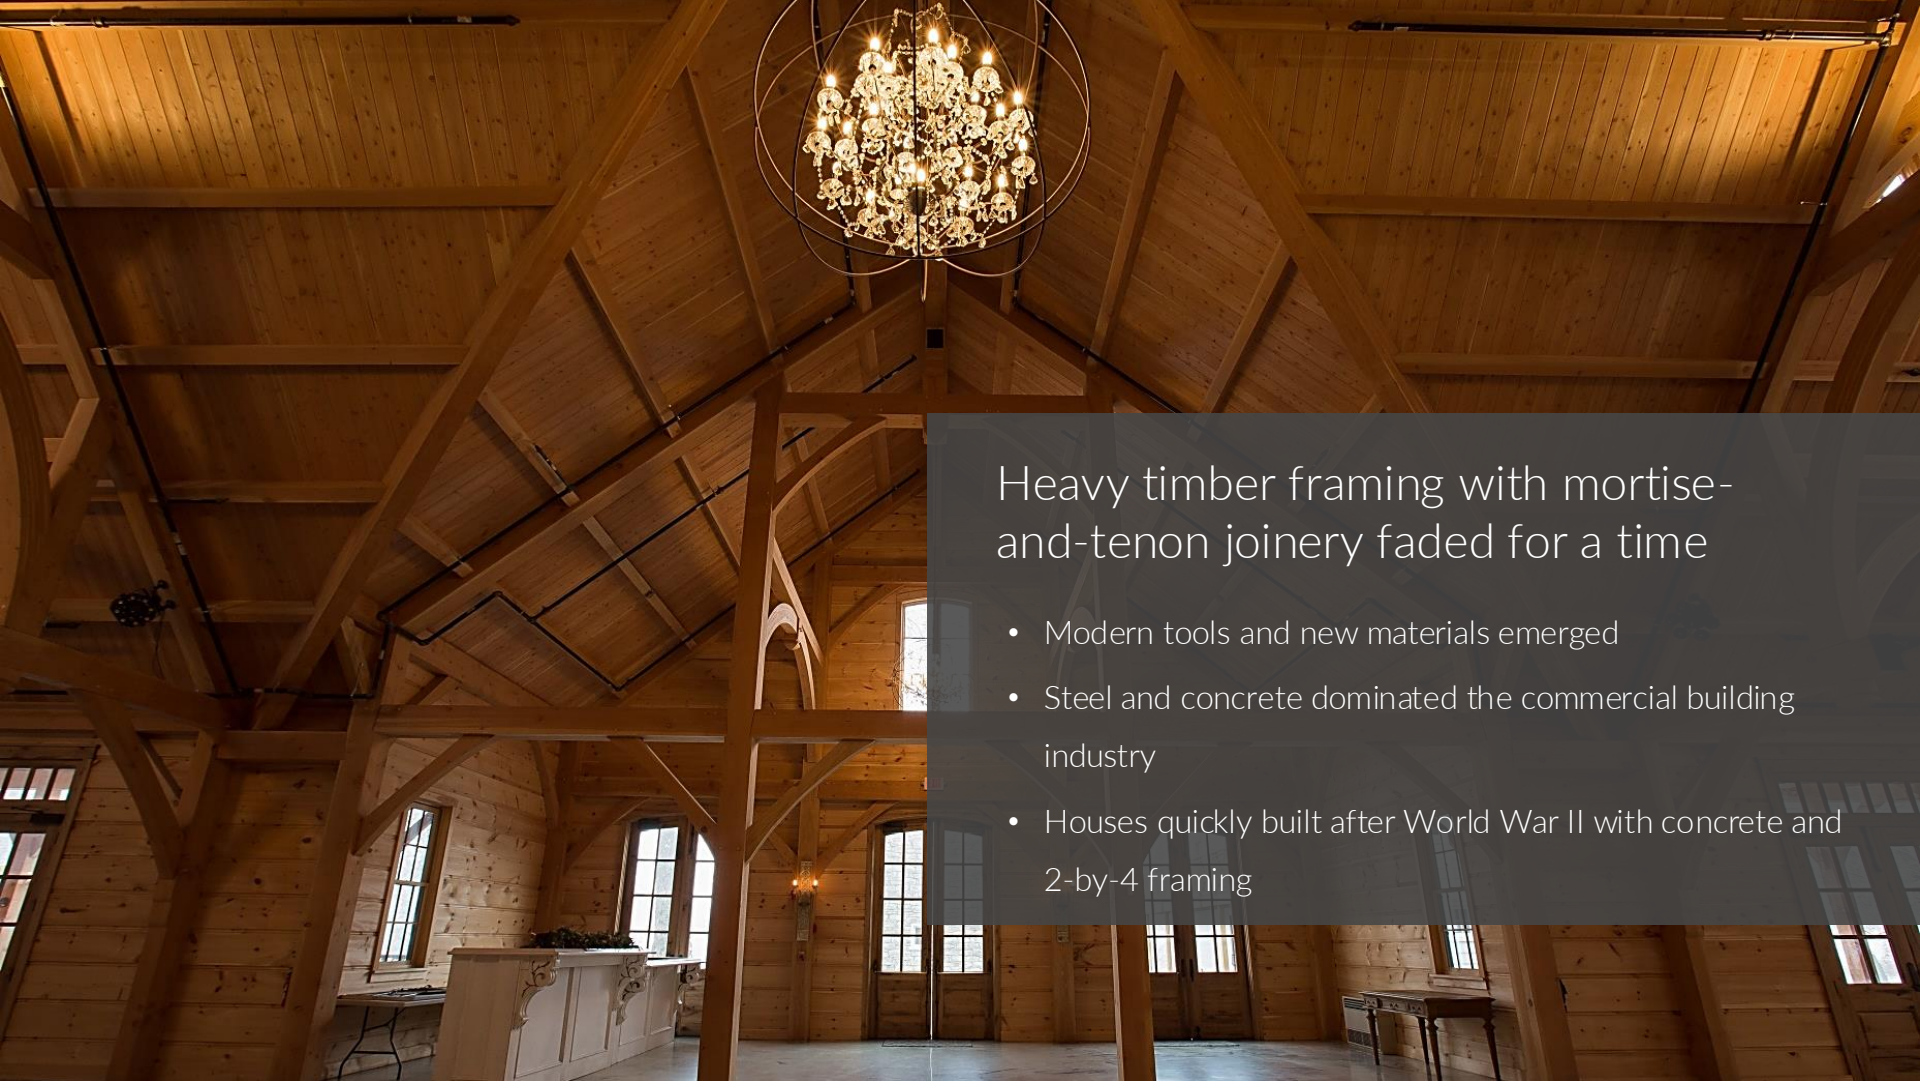 Heavy timber framing with mortise-
and-tenon joinery faded for a time
• Modern tools and new materials emerged
• Steel and concrete dominated the commercial building
industry
• Houses quickly built after World War II with concrete and
2-by-4 framing